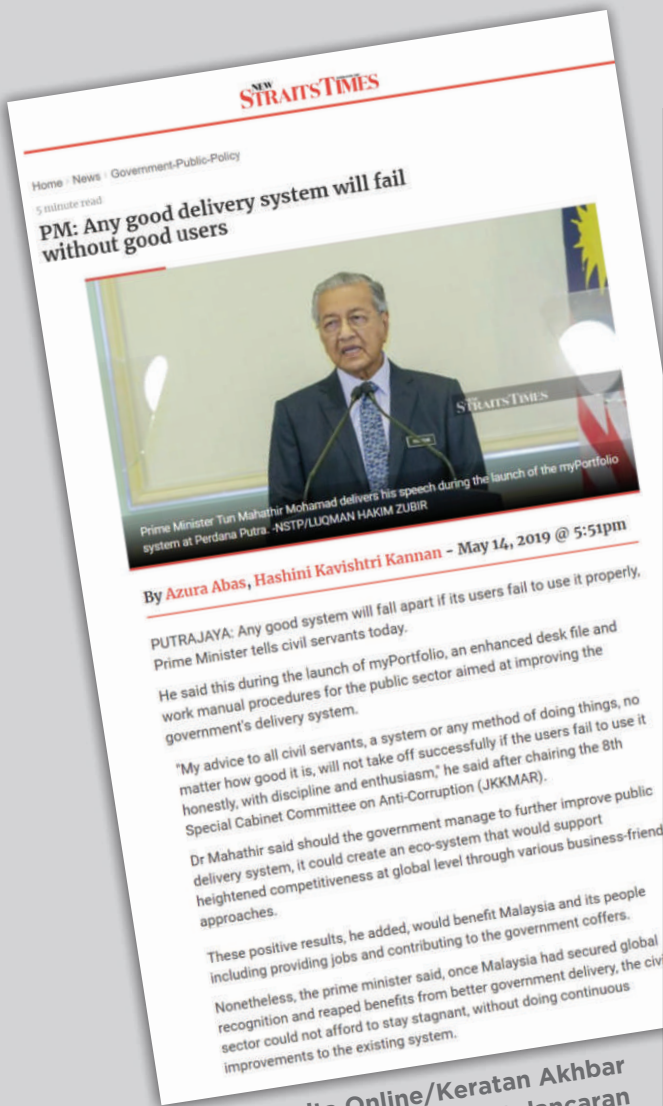 NEW
STRAITS TIMES
Home › News › Government-Public-Policy
5 minute read
PM: Any good delivery system will fail
without good users
STRAITS TIMES
Prime Minister Tun Mahathir Mohamad delivers his speech during the launch of the myPortfolio
system at Perdana Putra. -NSTP/LUQMAN HAKIM ZUBIR
By Azura Abas, Hashini Kavishtri Kannan - May 14, 2019 @ 5:51pm
PUTRAJAYA: Any good system will fall apart if its users fail to use it properly,
Prime Minister tells civil servants today.
He said this during the launch of myPortfolio, an enhanced desk file and
work manual procedures for the public sector aimed at improving the
government's delivery system.
"My advice to all civil servants, a system or any method of doing things, no
matter how good it is, will not take off successfully if the users fail to use it
honestly, with discipline and enthusiasm," he said after chairing the 8th
Special Cabinet Committee on Anti-Corruption (JKKMAR).
Dr Mahathir said should the government manage to further improve public
delivery system, it could create an eco-system that would support
heightened competitiveness at global level through various business-friend
approaches.
These positive results, he added, would benefit Malaysia and its people
including providing jobs and contributing to the government coffers.
Nonetheless, the prime minister said, once Malaysia had secured global
recognition and reaped benefits from better government delivery, the civi
sector could not afford to stay stagnant, without doing continuous
improvements to the existing system.
Online/Keratan Akhbar